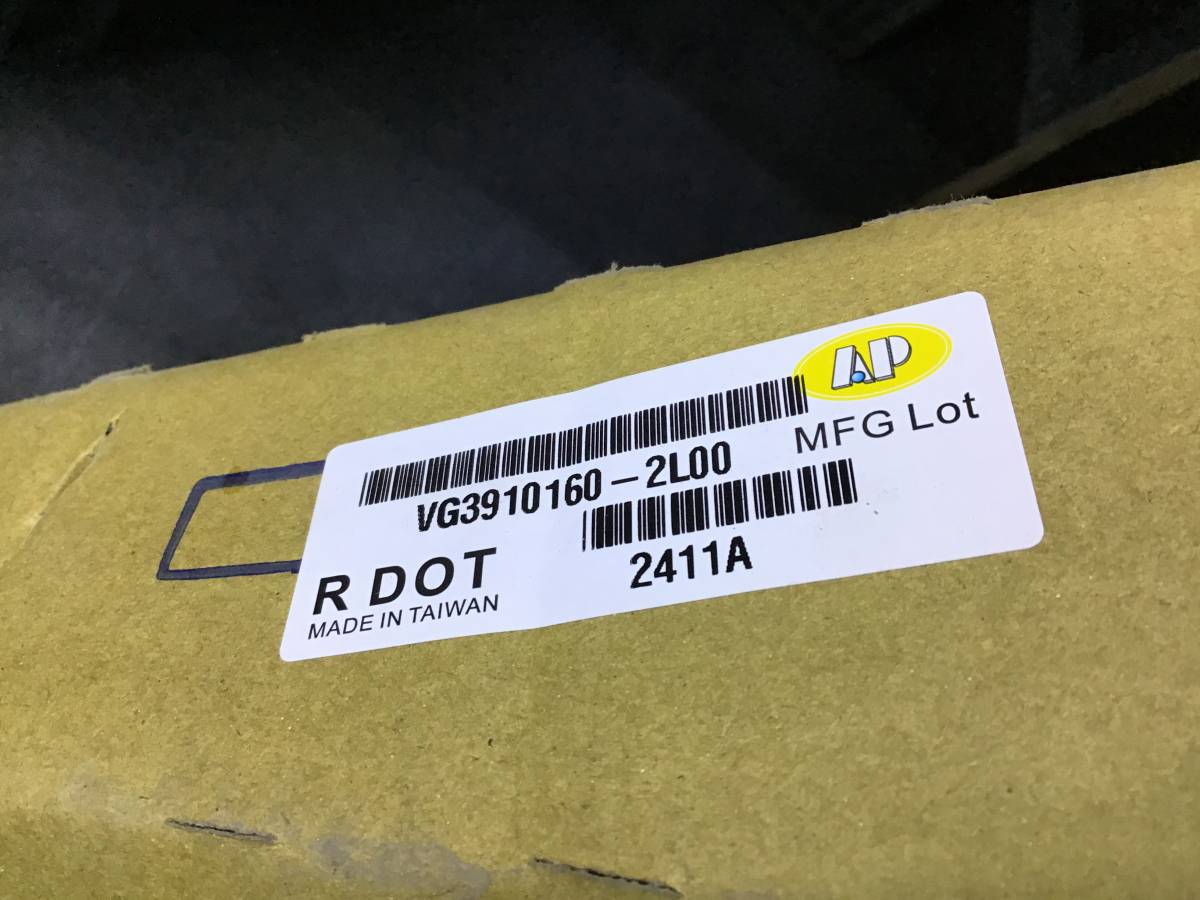 AP
VG3910160-2L00
MFG Lot
2411A
R DOT
MADE IN TAIWAN